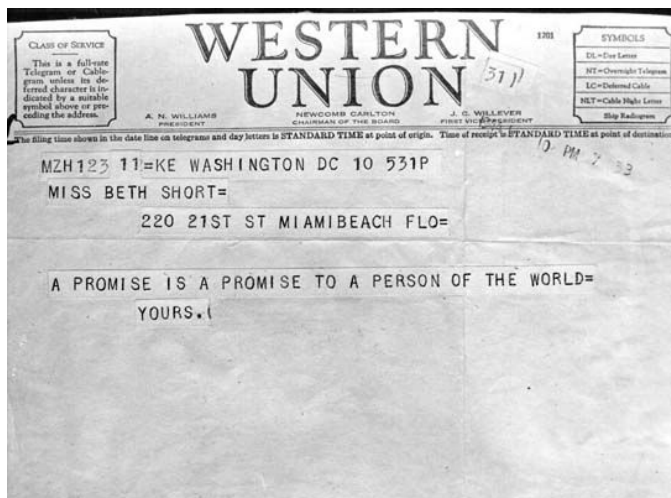 CLASS OF SERVICE
This is a full-rate
Telegram or Cable-
gram unless its de-
ferred character is in-
dicated by a suitable
symbol above or pre-
ceding the address.
WESTERN
UNION
1201
(31)
SYMBOLS
DL=Day Letter
NT=Overnight Telegram
LC=Deferred Cable
NLT=Cable Night Letter
Ship Radiogram
A. N. WILLIAMS
PRESIDENT
NEWCOMB CARLTON
CHAIRMAN OF THE BOARD
J. C. WILLEVER
FIRST VICE-PRESIDENT
The filing time shown in the date line on telegrams and day letters is STANDARD TIME at point of origin. Time of receipt is STANDARD TIME at point of destination
10 PM 7 33
MZH123 11=KE WASHINGTON DC 10 531P
MISS BETH SHORT=
220 21ST ST MIAMIBEACH FLO=
A PROMISE IS A PROMISE TO A PERSON OF THE WORLD=
YOURS.(